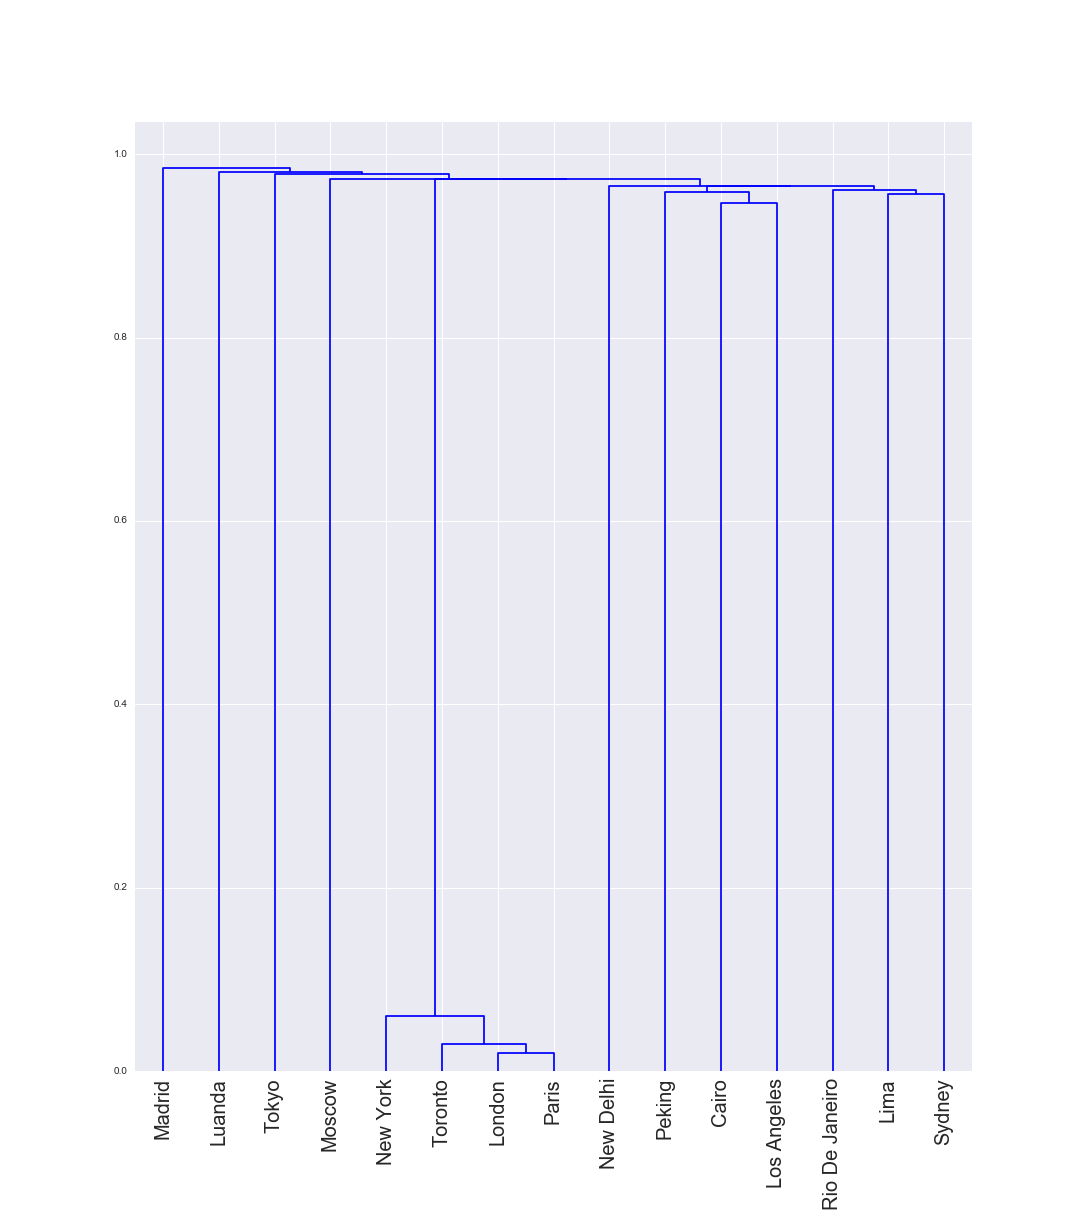 1.0
0.8
0.6
0.4
0.2
0.0
Madrid
Luanda
Tokyo
Moscow
New York
Toronto
London
Paris
New Delhi
Peking
Cairo
Los Angeles
Rio De Janeiro
Lima
Sydney